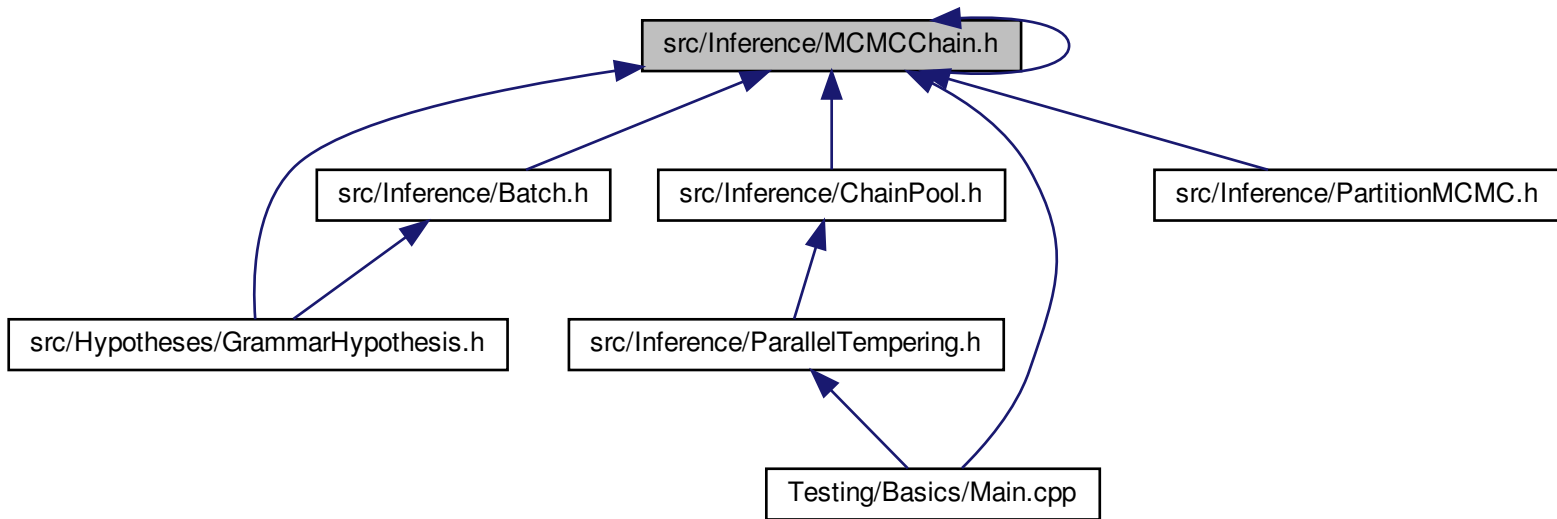 src/Inference/MCMCChain.h
src/Inference/Batch.h
src/Inference/ChainPool.h
src/Inference/PartitionMCMC.h
src/Hypotheses/GrammarHypothesis.h
src/Inference/ParallelTempering.h
Testing/Basics/Main.cpp